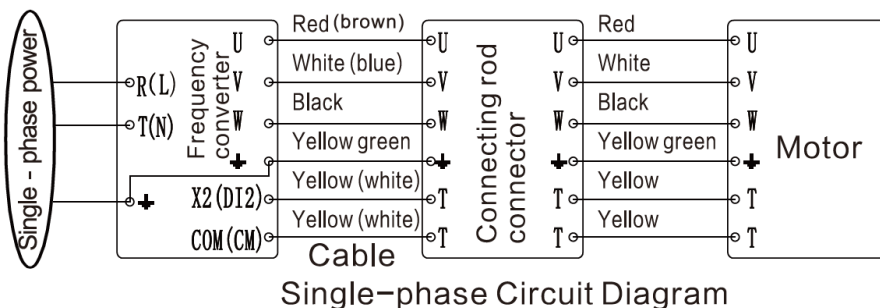 Single - phase power
R(L)
T(N)
Frequency converter
U
V
W
X2(DI2)
COM(CM)
Red(brown)
White(blue)
Black
Yellow green
Yellow(white)
Yellow(white)
Cable
U
V
W
T
T
Connecting rod connector
U
V
W
T
T
Red
White
Black
Yellow green
Yellow
Yellow
U
V
W
T
T
Motor
Single-phase Circuit Diagram